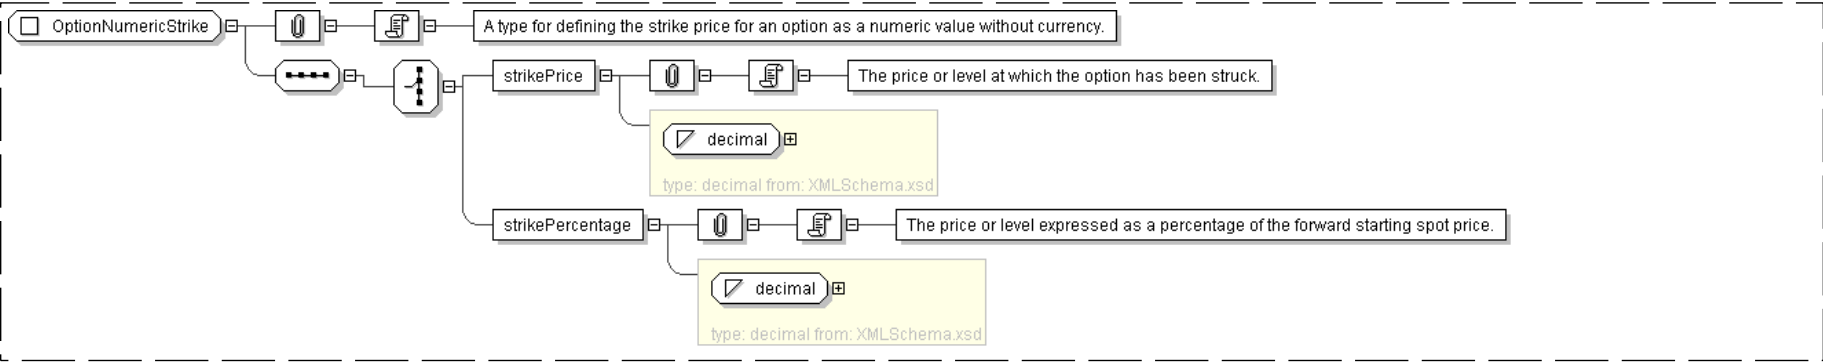 OptionNumericStrike
A type for defining the strike price for an option as a numeric value without currency.
strikePrice
The price or level at which the option has been struck.
decimal
type: decimal from: XMLSchema.xsd
strikePercentage
The price or level expressed as a percentage of the forward starting spot price.
decimal
type: decimal from: XMLSchema.xsd